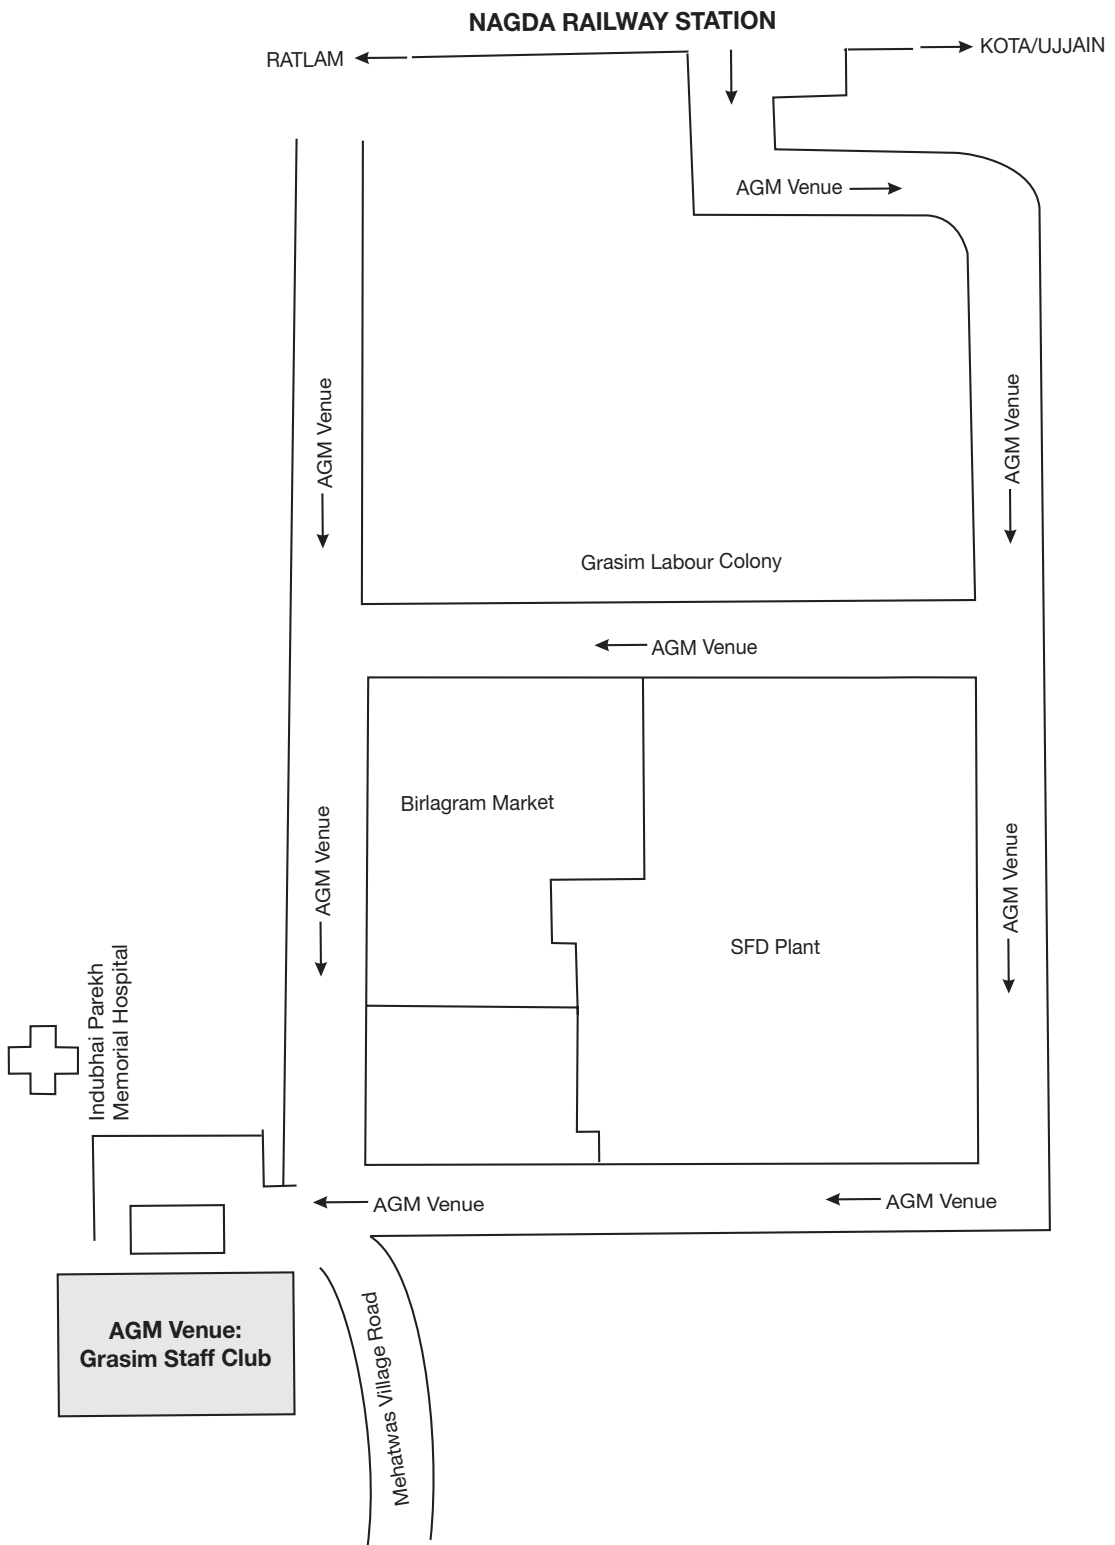 NAGDA RAILWAY STATION
RATLAM
KOTA/UJJAIN
AGM Venue
AGM Venue
AGM Venue
Grasim Labour Colony
AGM Venue
Birlagram Market
AGM Venue
AGM Venue
SFD Plant
Indubhai Parekh
Memorial Hospital
AGM Venue
AGM Venue
AGM Venue:
Grasim Staff Club
Mehatwas Village Road